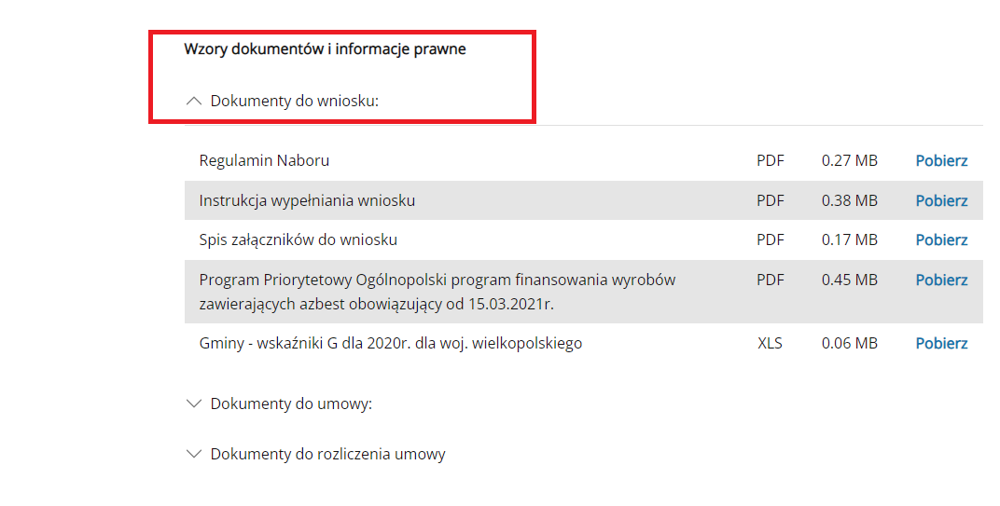 Wzory dokumentów i informacje prawne
Dokumenty do wniosku:
Regulamin Naboru PDF 0.27 MB Pobierz
Instrukcja wypełniania wniosku PDF 0.38 MB Pobierz
Spis załączników do wniosku PDF 0.17 MB Pobierz
Program Priorytetowy Ogólnopolski program finansowania wyrobów PDF 0.45 MB Pobierz
zawierających azbest obowiązujący od 15.03.2021r.
Gminy - wskaźniki G dla 2020r. dla woj. wielkopolskiego XLS 0.06 MB Pobierz
Dokumenty do umowy:
Dokumenty do rozliczenia umowy